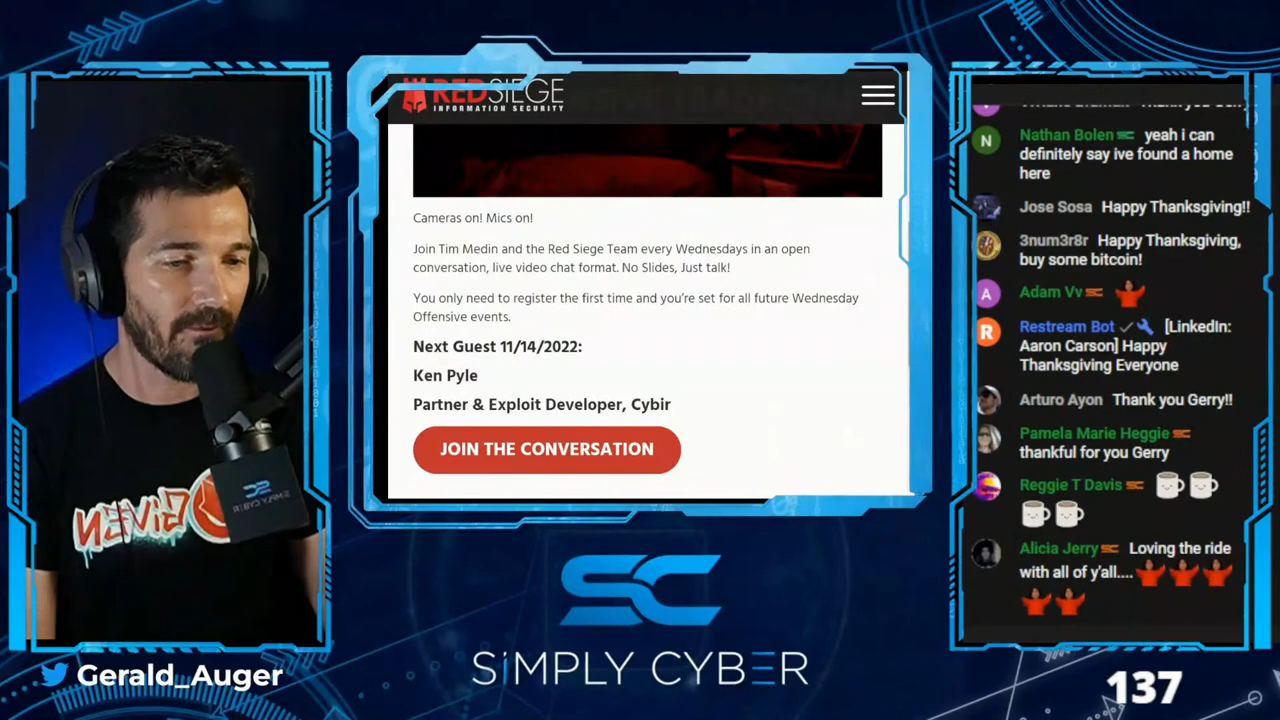 REDSIEGE
INFORMATION SECURITY
Cameras on! Mics on!
Join Tim Medin and the Red Siege Team every Wednesdays in an open
conversation, live video chat format. No Slides, Just talk!
You only need to register the first time and you're set for all future Wednesday
Offensive events.
Next Guest 11/14/2022:
Ken Pyle
Partner & Exploit Developer, Cybir
JOIN THE CONVERSATION
N Nathan Bolen yeah i can
definitely say ive found a home
here
Jose Sosa Happy Thanksgiving!!
3num3r8r Happy Thanksgiving,
buy some bitcoin!
A Adam Vv
R Restream Bot [LinkedIn:
Aaron Carson] Happy
Thanksgiving Everyone
Arturo Ayon Thank you Gerry!!
Pamela Marie Heggie
thankful for you Gerry
Reggie T Davis
Alicia Jerry Loving the ride
with all of y'all....
SC
SIMPLY CYBER
SIMPLY CYBER
Gerald_Auger
137